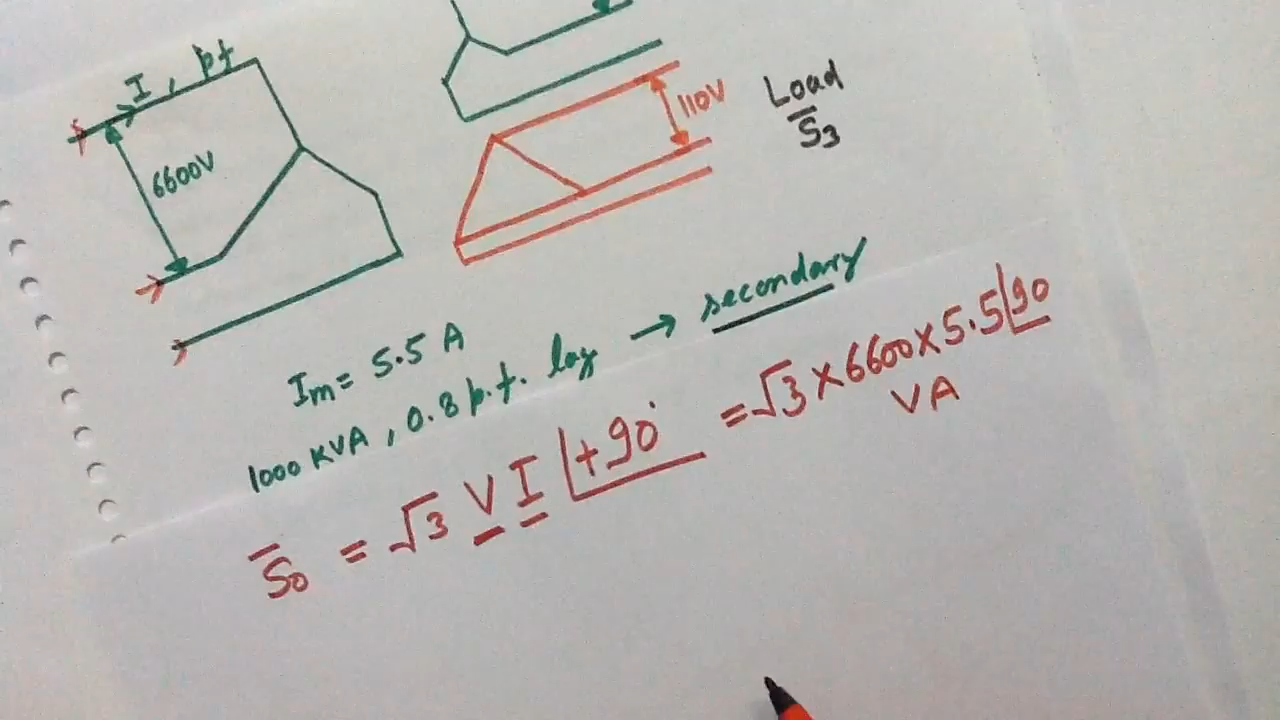 I, pf
6600V
110V
Load
S̅3
Im = 5.5 A
1000 KVA, 0.8 p.f. lag → secondary
S̅o = √3 V I ∠+90° = √3 × 6600 × 5.5 ∠90
VA